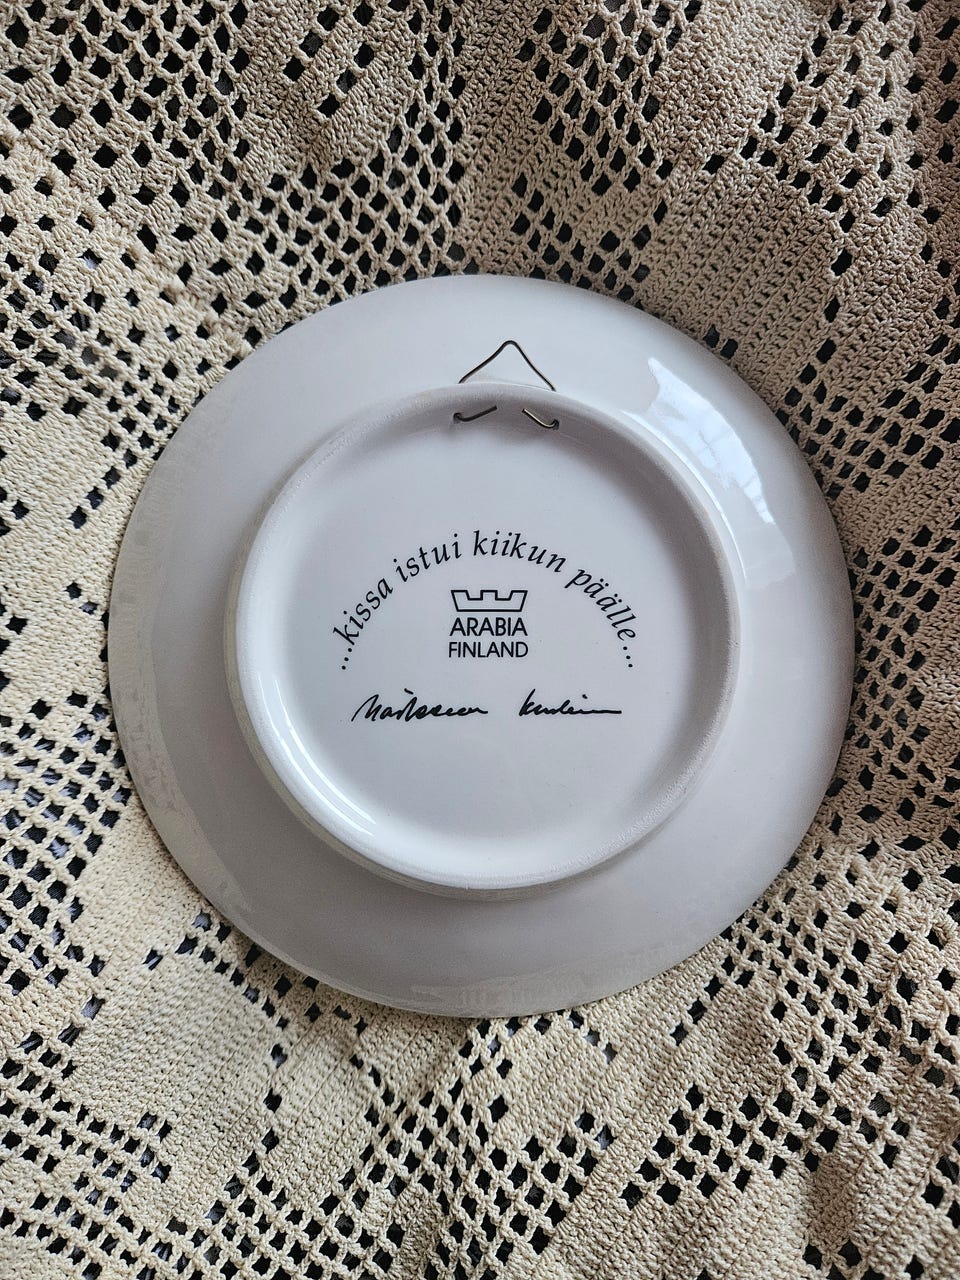 ...kissa istui kiikun päälle...
ARABIA
FINLAND